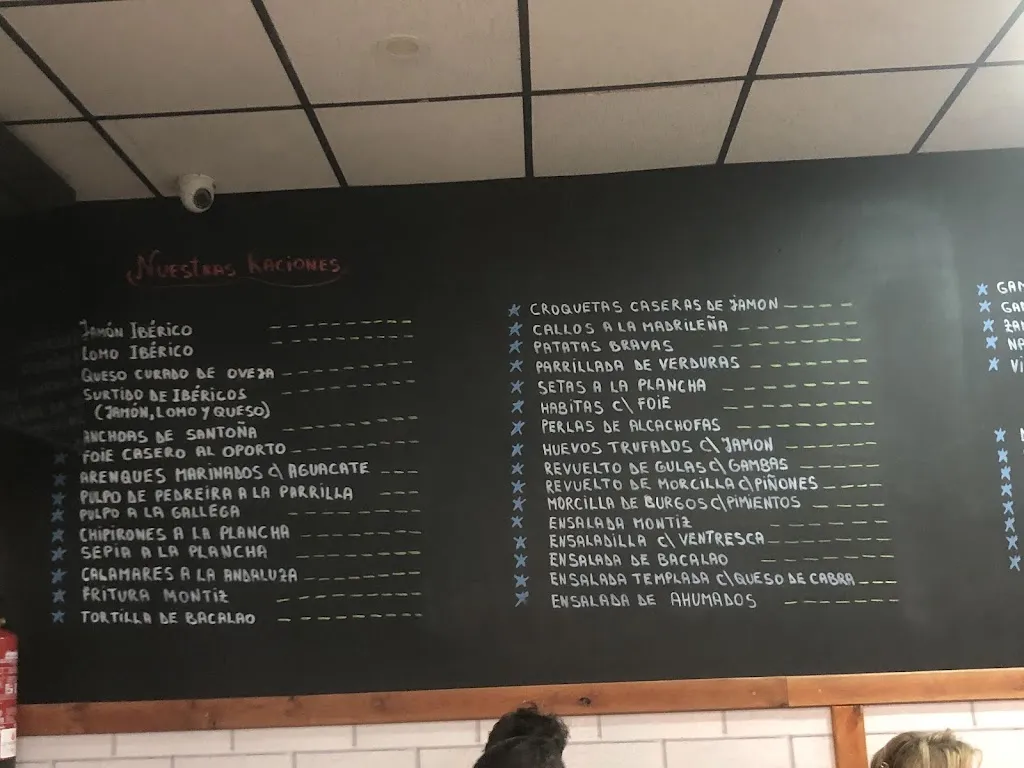 Nuestras Raciones
Jamón Ibérico
Lomo Ibérico
Queso curado de oveja
Surtido de Ibéricos
(Jamón, Lomo y Queso)
Anchoas de Santoña
Foie casero al Oporto
Arenques marinados c\ aguacate
Pulpo de pedreira a la parrilla
Pulpo a la gallega
Chipirones a la plancha
Sepia a la plancha
Calamares a la andaluza
Fritura Montiz
Tortilla de bacalao
Croquetas caseras de jamon
Callos a la madrileña
Patatas bravas
Parrillada de verduras
Setas a la plancha
Habitas c\ foie
Perlas de alcachofas
Huevos trufados c\ jamon
Revuelto de gulas c\ gambas
Revuelto de morcilla c\ piñones
Morcilla de Burgos c\ pimientos
Ensalada Montiz
Ensaladilla c\ ventresca
Ensalada de bacalao
Ensalada templada c\ queso de cabra
Ensalada de ahumados